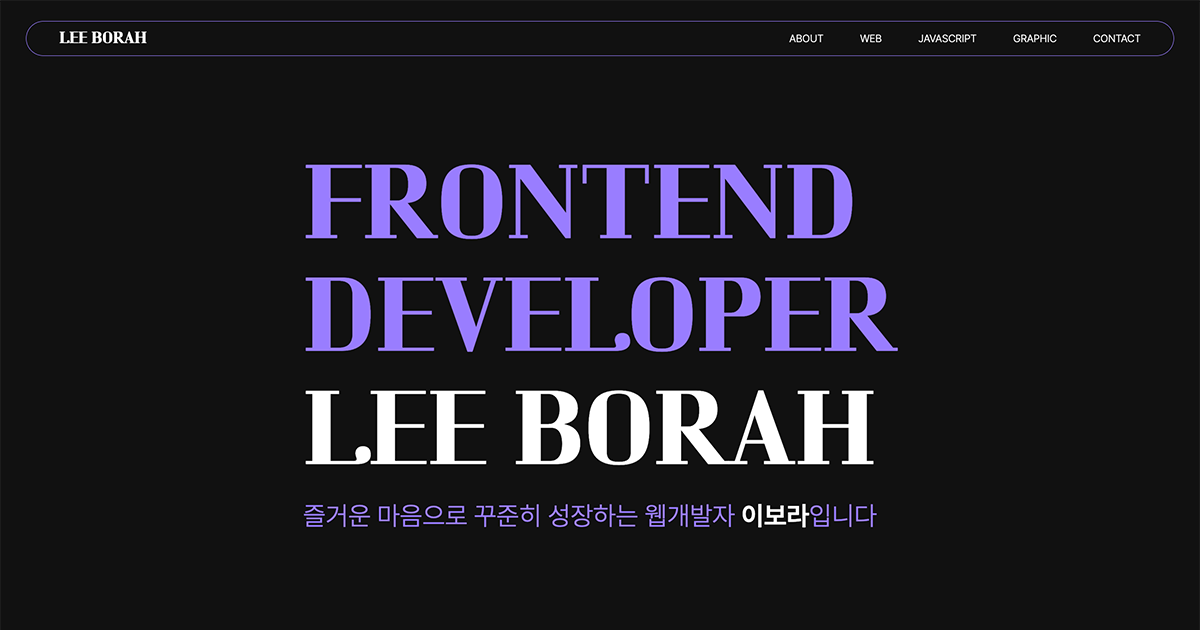 LEE BORAH
ABOUT WEB JAVASCRIPT GRAPHIC CONTACT
FRONTEND
DEVELOPER
LEE BORAH
즐거운 마음으로 꾸준히 성장하는 웹개발자 이보라입니다